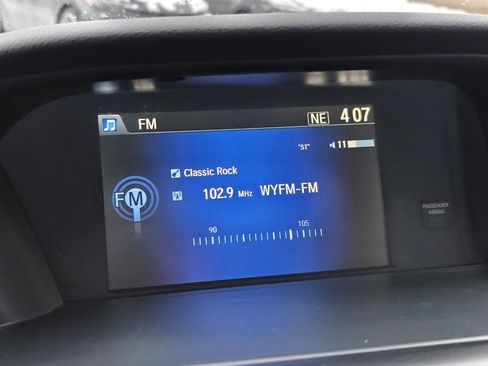 FM NE 4 07
"ST" 11
Classic Rock
FM 102.9 MHz WYFM-FM
90 105
PASSENGER
AIRBAG